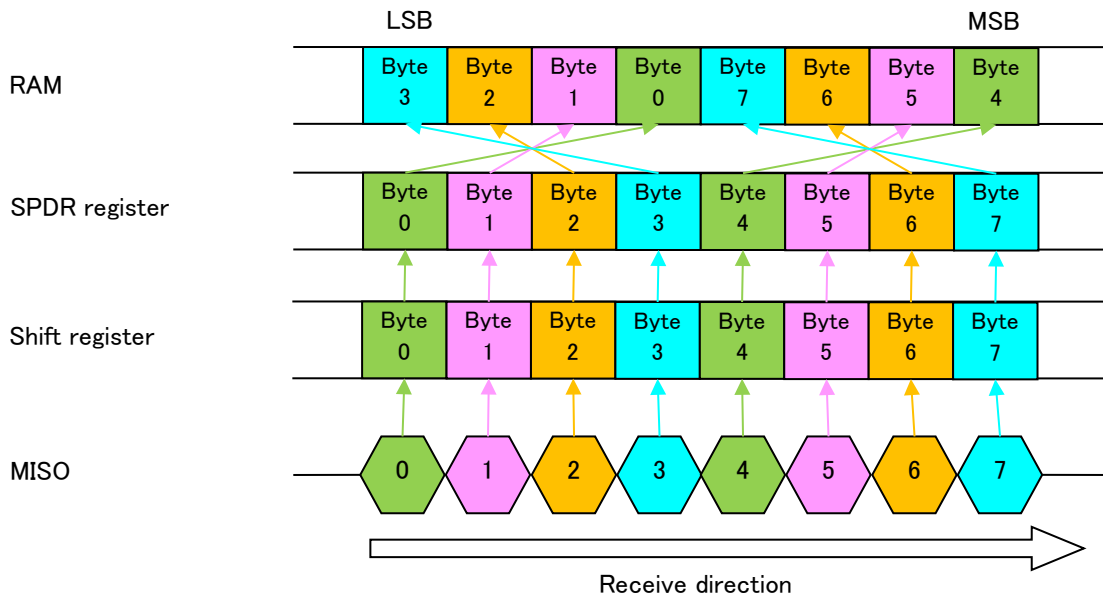 LSB MSB
RAM
Byte Byte Byte Byte Byte Byte Byte Byte
3 2 1 0 7 6 5 4
SPDR register
Byte Byte Byte Byte Byte Byte Byte Byte
0 1 2 3 4 5 6 7
Shift register
Byte Byte Byte Byte Byte Byte Byte Byte
0 1 2 3 4 5 6 7
MISO
0 1 2 3 4 5 6 7
Receive direction